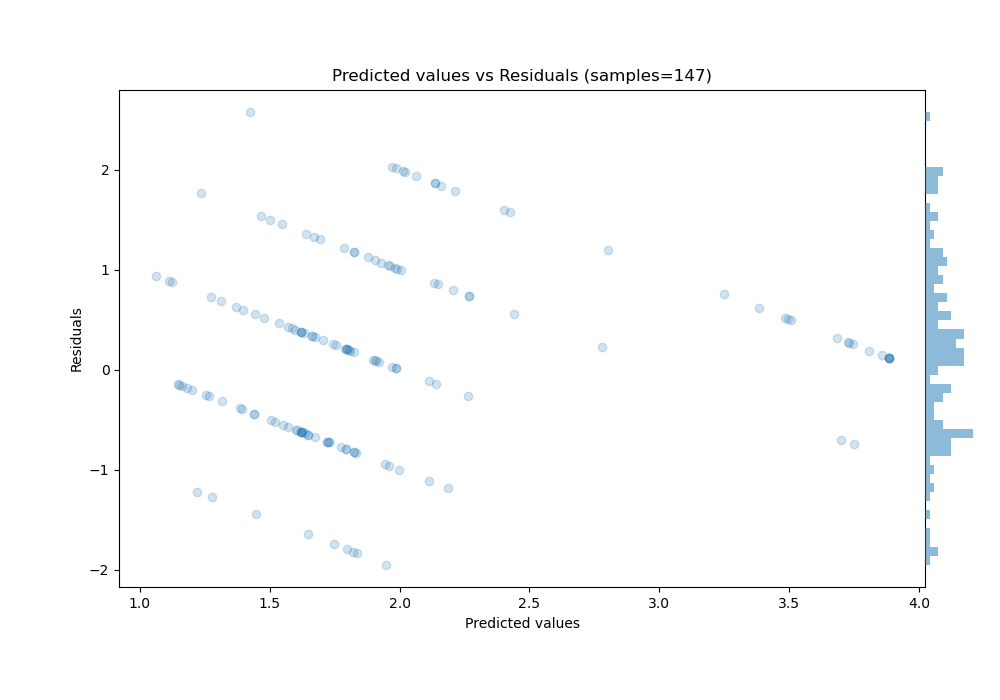 Predicted values vs Residuals (samples=147)
2
1
0
−1
−2
Residuals
1.0 1.5 2.0 2.5 3.0 3.5 4.0
Predicted values